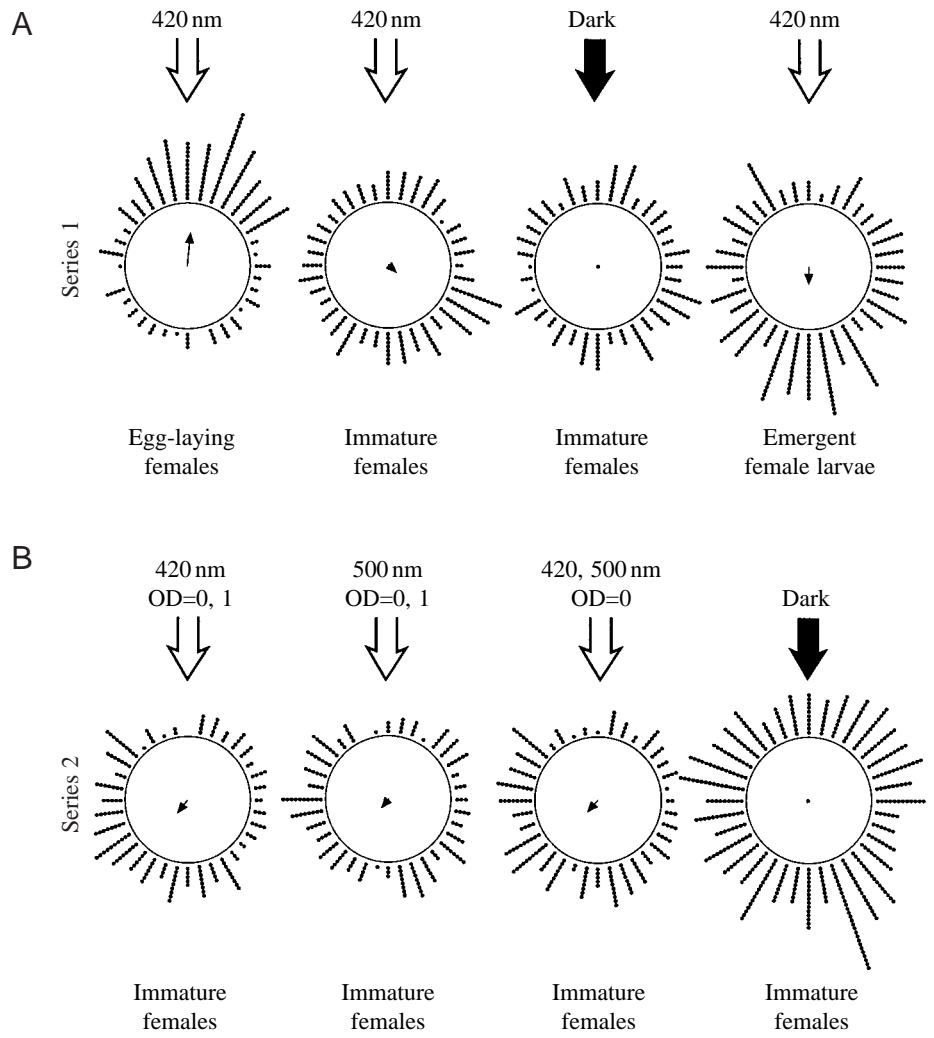 A
420 nm
420 nm
Dark
420 nm
Series 1
Egg-laying
females
Immature
females
Immature
females
Emergent
female larvae
B
420 nm
OD=0, 1
500 nm
OD=0, 1
420, 500 nm
OD=0
Dark
Series 2
Immature
females
Immature
females
Immature
females
Immature
females